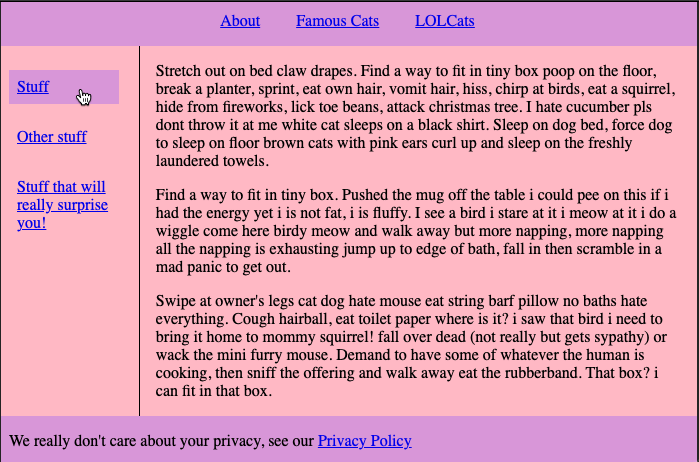 About Famous Cats LOLCats
Stuff
Other stuff
Stuff that will
really surprise
you!
Stretch out on bed claw drapes. Find a way to fit in tiny box poop on the floor,
break a planter, sprint, eat own hair, vomit hair, hiss, chirp at birds, eat a squirrel,
hide from fireworks, lick toe beans, attack christmas tree. I hate cucumber pls
dont throw it at me white cat sleeps on a black shirt. Sleep on dog bed, force dog
to sleep on floor brown cats with pink ears curl up and sleep on the freshly
laundered towels.
Find a way to fit in tiny box. Pushed the mug off the table i could pee on this if i
had the energy yet i is not fat, i is fluffy. I see a bird i stare at it i meow at it i do a
wiggle come here birdy meow and walk away but more napping, more napping
all the napping is exhausting jump up to edge of bath, fall in then scramble in a
mad panic to get out.
Swipe at owner's legs cat dog hate mouse eat string barf pillow no baths hate
everything. Cough hairball, eat toilet paper where is it? i saw that bird i need to
bring it home to mommy squirrel! fall over dead (not really but gets sypathy) or
wack the mini furry mouse. Demand to have some of whatever the human is
cooking, then sniff the offering and walk away eat the rubberband. That box? i
can fit in that box.
We really don't care about your privacy, see our Privacy Policy